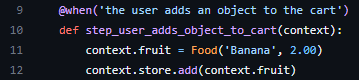 9 @when('the user adds an object to the cart')
10 def step_user_adds_object_to_cart(context):
11 context.fruit = Food('Banana', 2.00)
12 context.store.add(context.fruit)